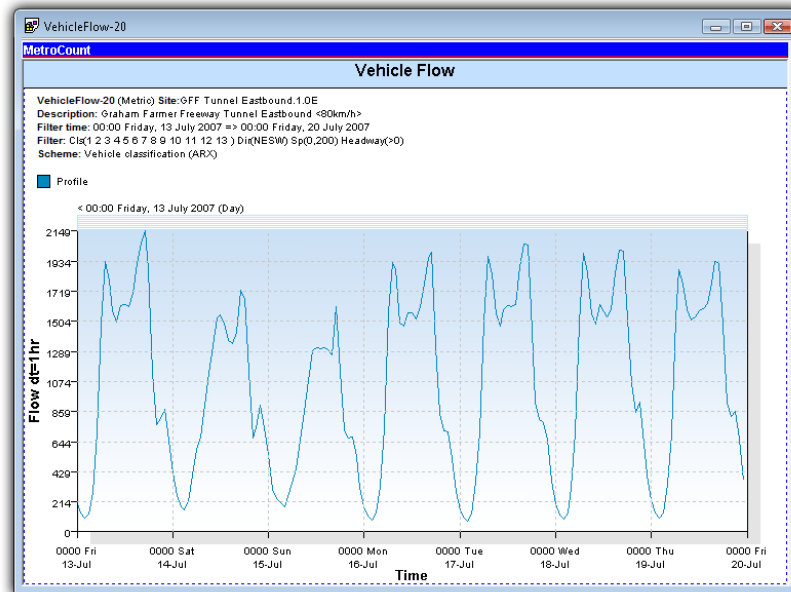 VehicleFlow-20
MetroCount
Vehicle Flow
VehicleFlow-20 (Metric) Site:GFF Tunnel Eastbound.1.0E
Description: Graham Farmer Freeway Tunnel Eastbound <80km/h>
Filter time: 00:00 Friday, 13 July 2007 => 00:00 Friday, 20 July 2007
Filter: Cls(1 2 3 4 5 6 7 8 9 10 11 12 13 ) Dir(NESW) Sp(0,200) Headway(>0)
Scheme: Vehicle classification (ARX)
Profile
< 00:00 Friday, 13 July 2007 (Day)
2149
1934
1719
1504
1289
1074
859
644
429
214
0
Flow dt=1hr
0000 Fri 0000 Sat 0000 Sun 0000 Mon 0000 Tue 0000 Wed 0000 Thu 0000 Fri
13-Jul 14-Jul 15-Jul 16-Jul 17-Jul 18-Jul 19-Jul 20-Jul
Time